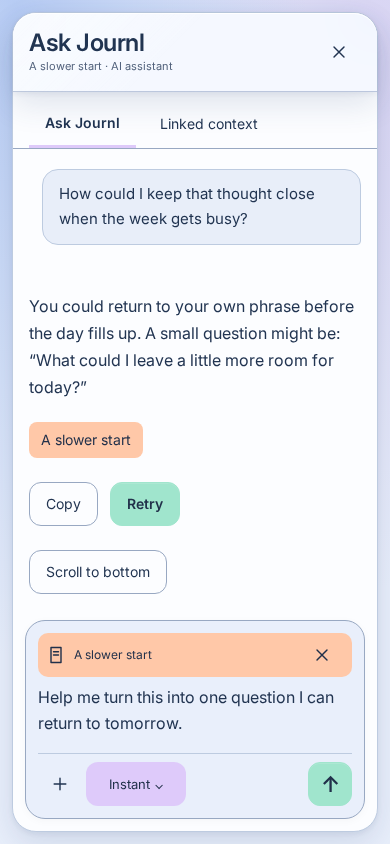 Ask Journl
A slower start · AI assistant
Ask Journl
Linked context
How could I keep that thought close
when the week gets busy?
You could return to your own phrase before
the day fills up. A small question might be:
“What could I leave a little more room for
today?”
A slower start
Copy
Retry
Scroll to bottom
A slower start
Help me turn this into one question I can
return to tomorrow.
Instant